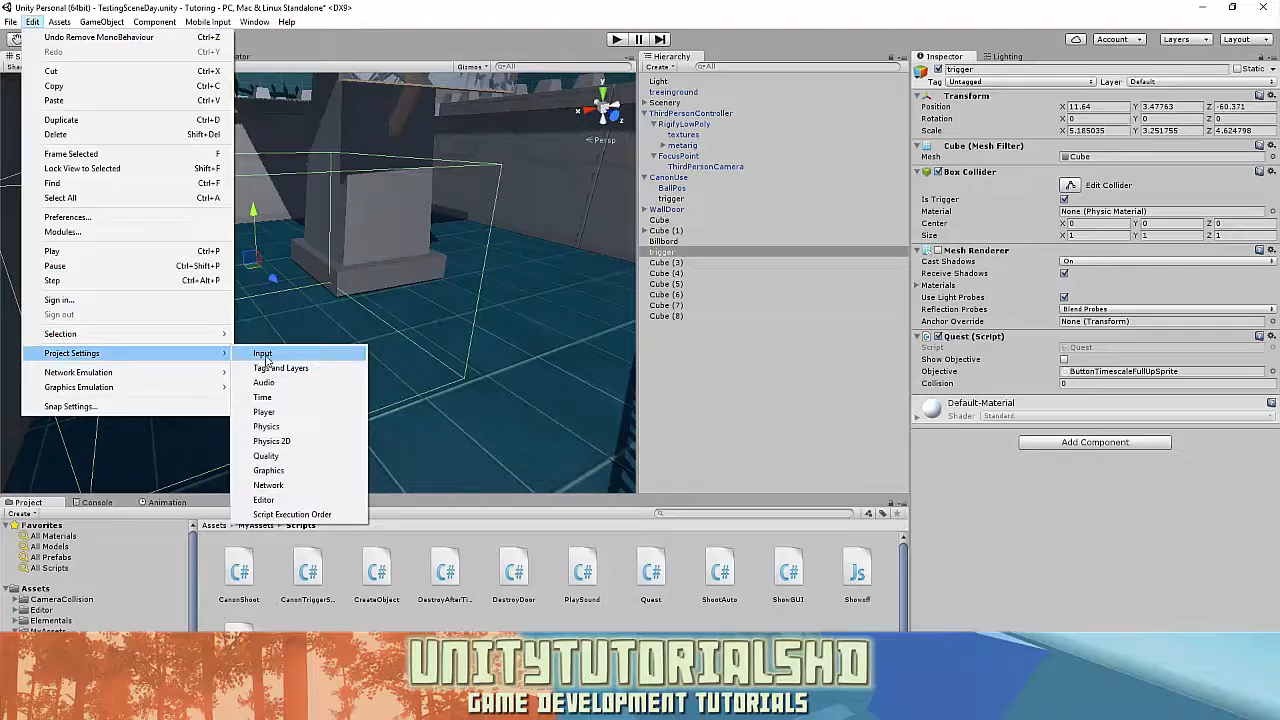 Unity Personal (64bit) - TestingSceneDay.unity - Tutoring - PC, Mac & Linux Standalone* <DX9>
File Edit Assets GameObject Component Mobile Input Window Help
Account Layers Layout
Undo Remove MonoBehaviour Ctrl+Z
Redo Ctrl+Y
Cut Ctrl+X
Copy Ctrl+C
Paste Ctrl+V
Duplicate Ctrl+D
Delete Shift+Del
Frame Selected F
Lock View to Selected Shift+F
Find Ctrl+F
Select All Ctrl+A
Preferences...
Modules...
Play Ctrl+P
Pause Ctrl+Shift+P
Step Ctrl+Alt+P
Sign in...
Sign out
Selection
Project Settings
Network Emulation
Graphics Emulation
Snap Settings...
Input
Tags and Layers
Audio
Time
Player
Physics
Physics 2D
Quality
Graphics
Network
Editor
Script Execution Order
Gizmos All
y
x
Persp
Hierarchy
Create All
Light
treeinground
Scenery
ThirdPersonController
RigifyLowPoly
textures
metarig
FocusPoint
ThirdPersonCamera
CanonUse
BallPos
trigger
WallDoor
Cube
Cube (1)
Billbord
trigger
Cube (3)
Cube (4)
Cube (5)
Cube (6)
Cube (7)
Cube (8)
Inspector Lighting
trigger Static
Tag Untagged Layer Default
Transform
Position X 11.64 Y 3.47763 Z -60.371
Rotation X 0 Y 0 Z 0
Scale X 5.185035 Y 3.251755 Z 4.624798
Cube (Mesh Filter)
Mesh Cube
Box Collider
Edit Collider
Is Trigger
Material None (Physic Material)
Center X 0 Y 0 Z 0
Size X 1 Y 1 Z 1
Mesh Renderer
Cast Shadows On
Receive Shadows
Materials
Use Light Probes
Reflection Probes Blend Probes
Anchor Override None (Transform)
Quest (Script)
Script Quest
Show Objective
Objective ButtonTimescaleFullUpSprite
Collision 0
Default-Material
Shader Standard
Add Component
Project Console Animation
Create
Favorites
All Materials
All Models
All Prefabs
All Scripts
Assets
CameraCollision
Editor
Elementals
MyAssets
Assets MyAssets Scripts
C# C# C# C# C# C# C# C# C# Js
CanonShoot CanonTriggerS... CreateObject DestroyAfterTi... DestroyDoor PlaySound Quest ShootAuto ShowGUI Showoff
UNITYTUTORIALSHD
GAME DEVELOPMENT TUTORIALS